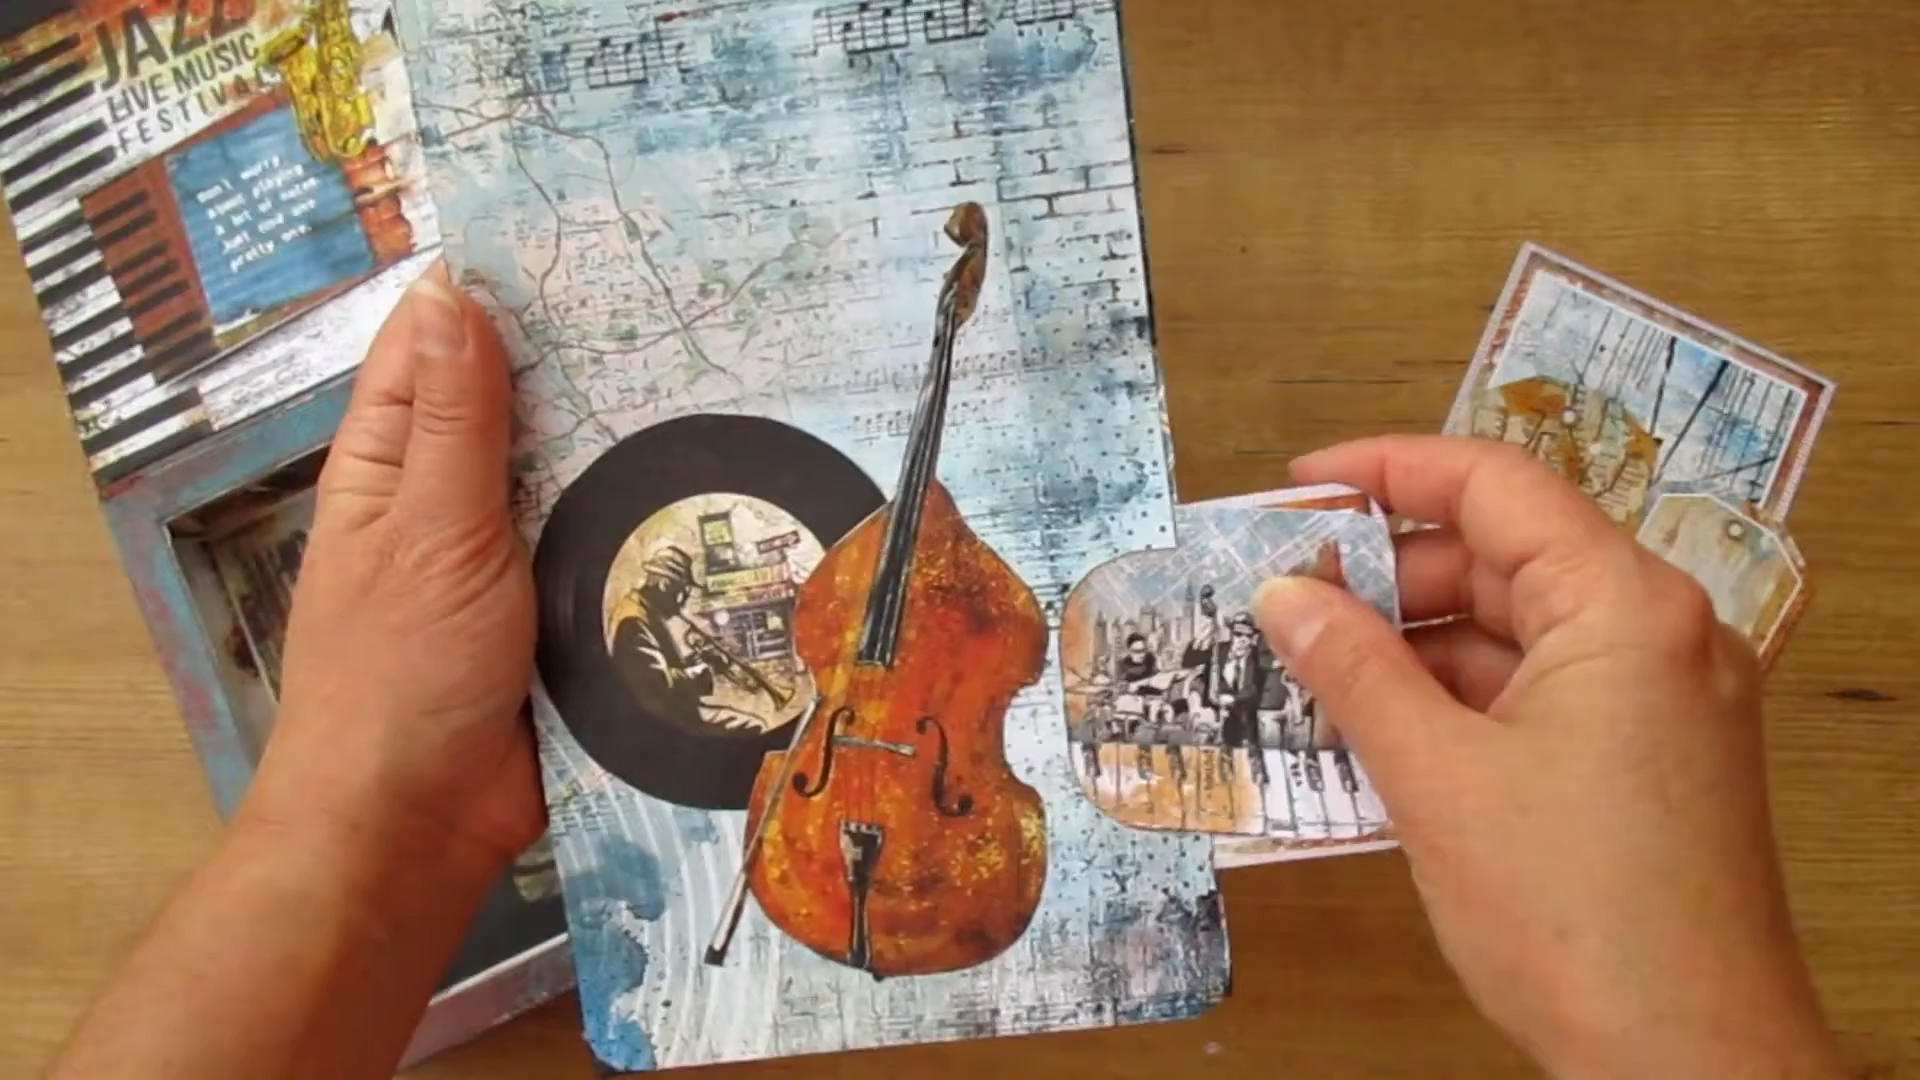 JAZZ
LIVE MUSIC
FESTIVAL
Don't worry
about playing
a lot of notes.
Just find one
pretty one.